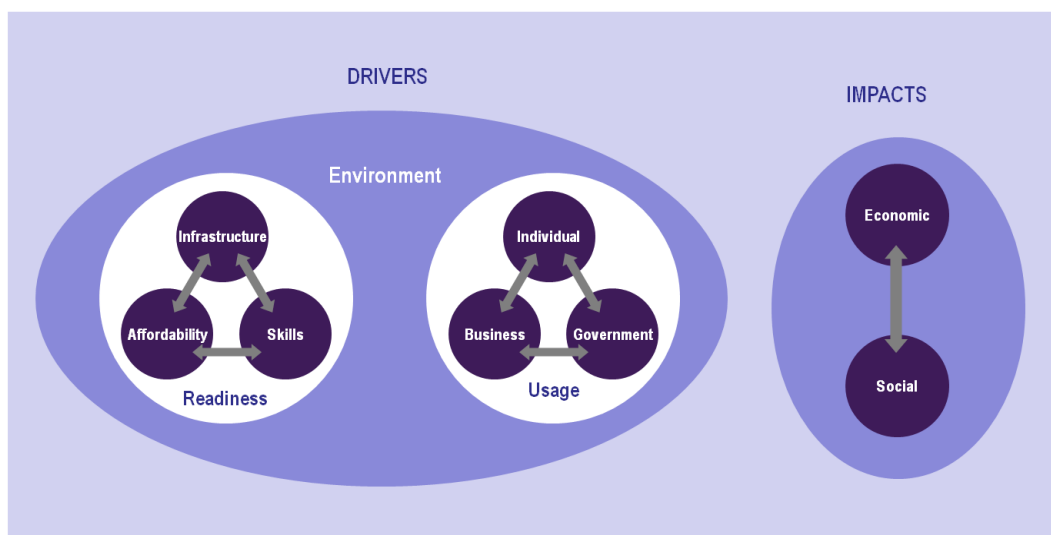 DRIVERS
IMPACTS
Environment
Infrastructure
Affordability
Skills
Readiness
Individual
Business
Government
Usage
Economic
Social